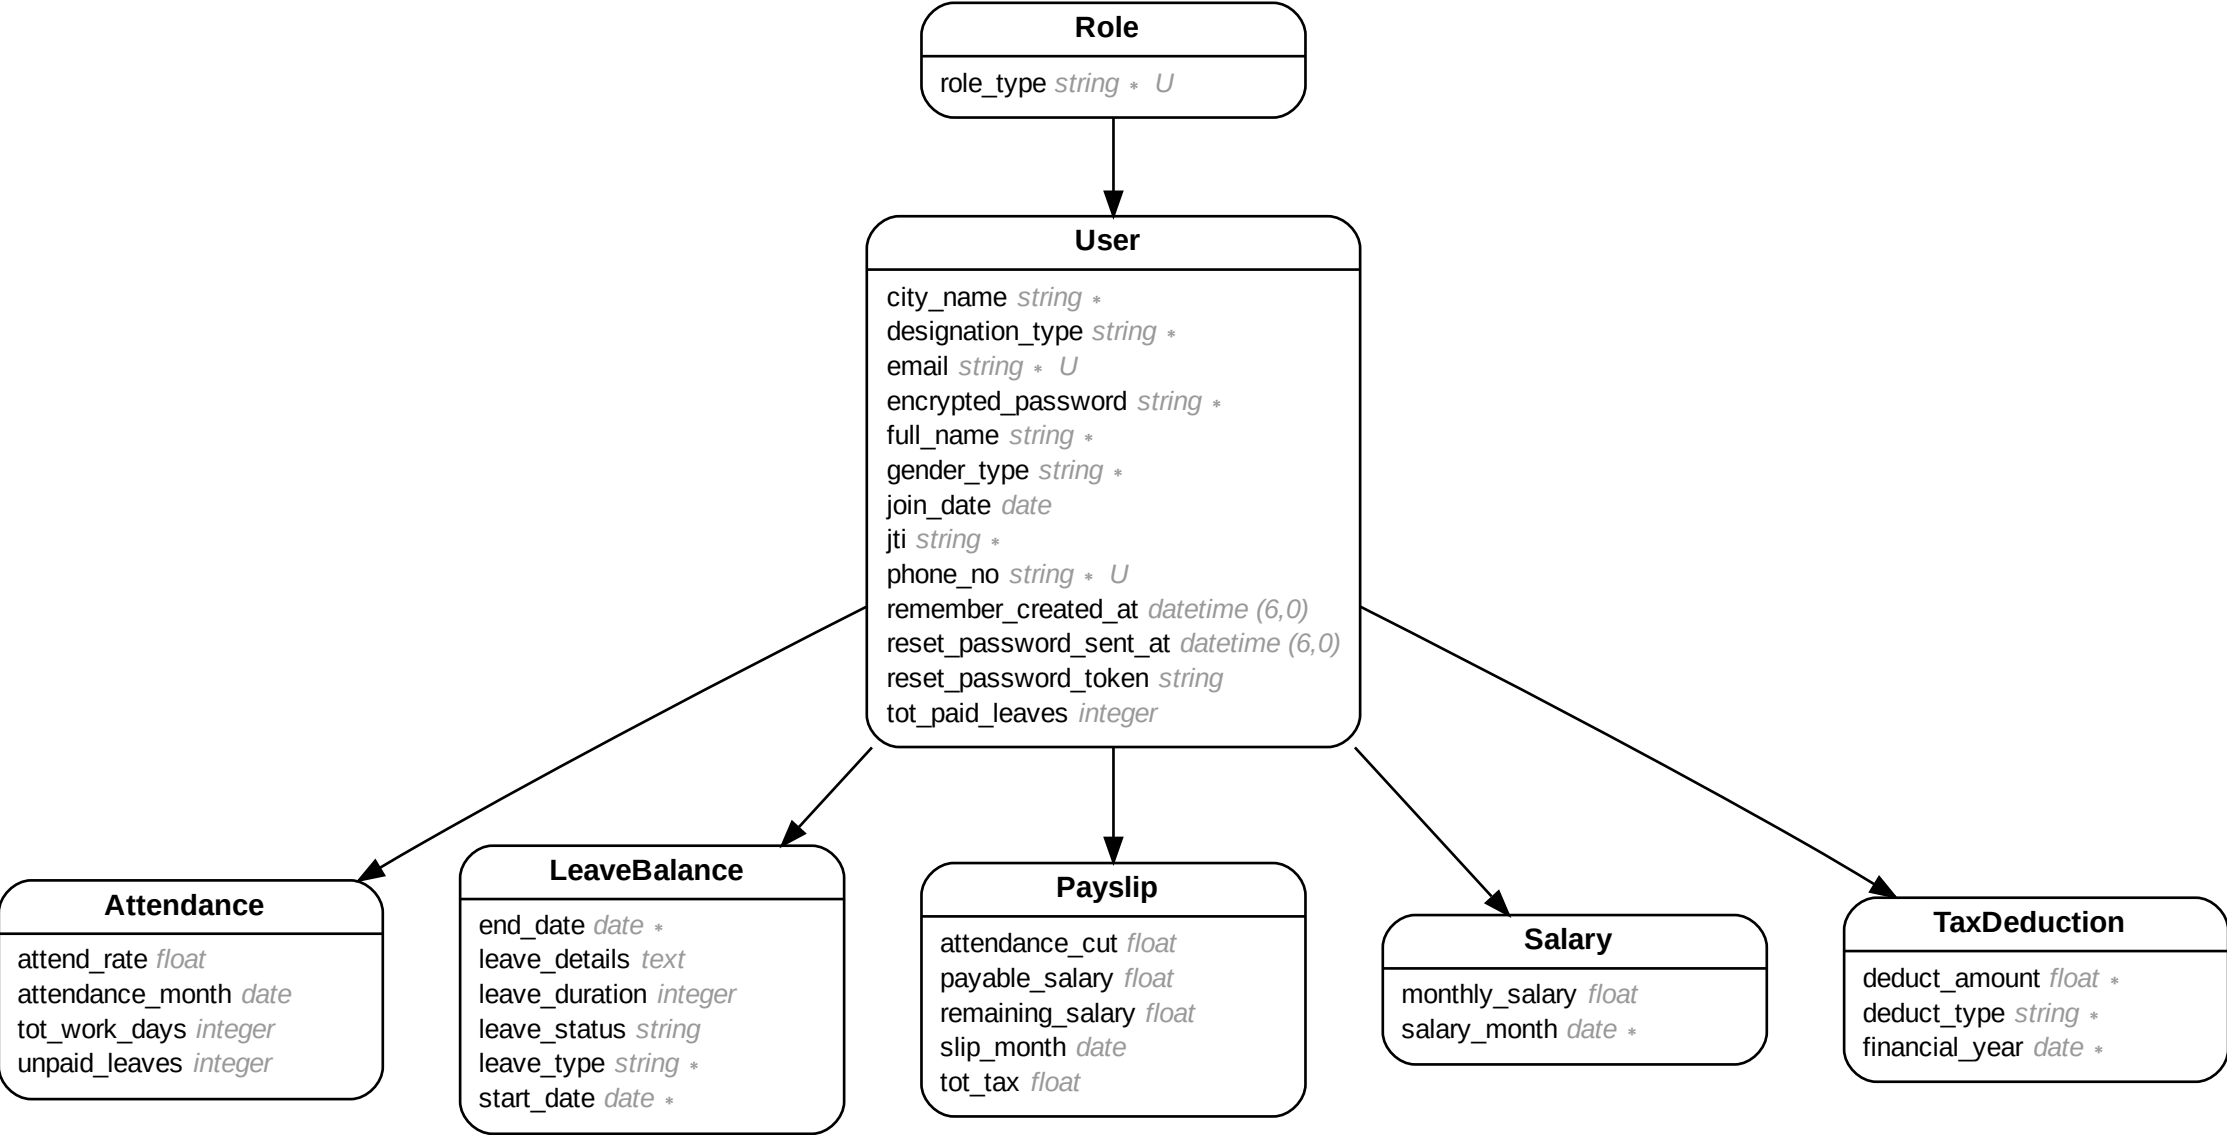 Role
role_type string * U
User
city_name string *
designation_type string *
email string * U
encrypted_password string *
full_name string *
gender_type string *
join_date date
jti string *
phone_no string * U
remember_created_at datetime (6,0)
reset_password_sent_at datetime (6,0)
reset_password_token string
tot_paid_leaves integer
Attendance
attend_rate float
attendance_month date
tot_work_days integer
unpaid_leaves integer
LeaveBalance
end_date date *
leave_details text
leave_duration integer
leave_status string
leave_type string *
start_date date *
Payslip
attendance_cut float
payable_salary float
remaining_salary float
slip_month date
tot_tax float
Salary
monthly_salary float
salary_month date *
TaxDeduction
deduct_amount float *
deduct_type string *
financial_year date *